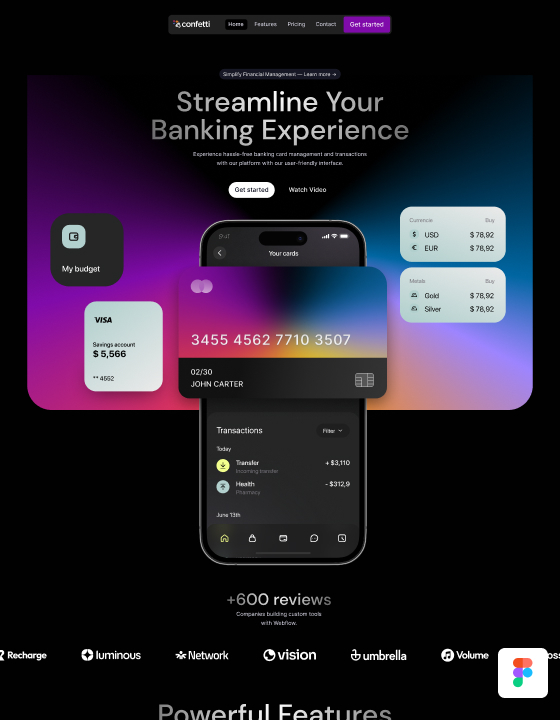 confetti
Home Features Pricing Contact Get started
Simplify Financial Management — Learn more →
Streamline Your
Banking Experience
Experience hassle-free banking card management and transactions
with our platform with our user-friendly interface.
Get started Watch Video
9:41
Your cards
My budget
Currencie Buy
USD $ 78,92
EUR $ 78,92
Metals Buy
Gold $ 78,92
Silver $ 78,92
VISA
Savings account
$ 5,566
** 4552
3455 4562 7710 3507
02/30
JOHN CARTER
Transactions Filter
Today
Transfer + $3,110
Incoming transfer
Health - $312,9
Pharmacy
June 13th
+600 reviews
Companies building custom tools
with Webflow.
Recharge luminous Network vision umbrella Volume
Powerful Features